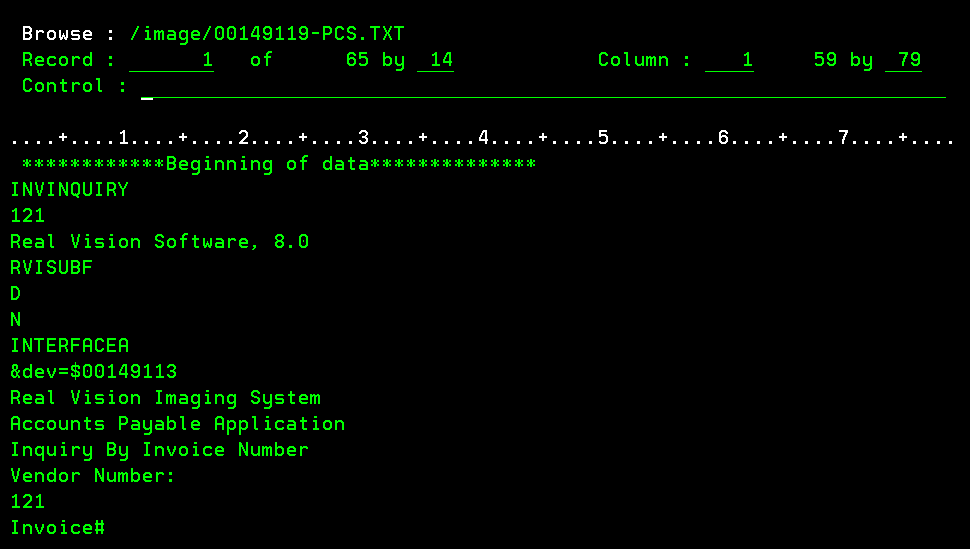 Browse : /image/00149119-PCS.TXT
Record : 1 of 65 by 14 Column : 1 59 by 79
Control :
....+....1....+....2....+....3....+....4....+....5....+....6....+....7....+....
************Beginning of data**************
INVINQUIRY
121
Real Vision Software, 8.0
RVISUBF
D
N
INTERFACEA
&dev=$00149113
Real Vision Imaging System
Accounts Payable Application
Inquiry By Invoice Number
Vendor Number:
121
Invoice#